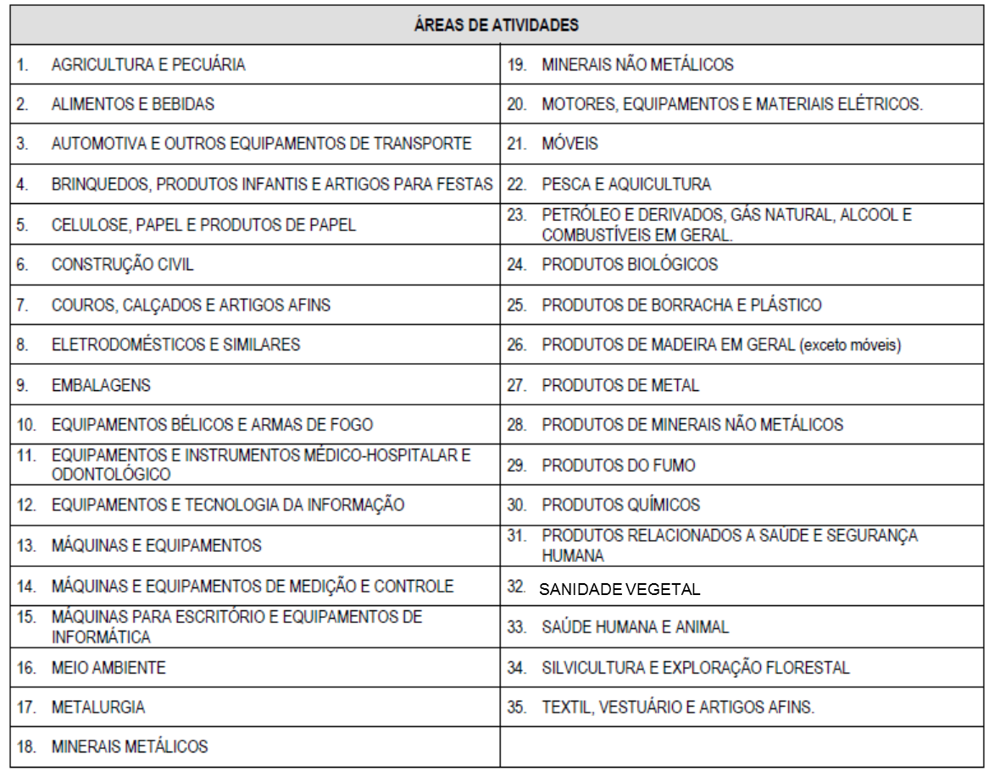 ÁREAS DE ATIVIDADES
1. AGRICULTURA E PECUÁRIA
2. ALIMENTOS E BEBIDAS
3. AUTOMOTIVA E OUTROS EQUIPAMENTOS DE TRANSPORTE
4. BRINQUEDOS, PRODUTOS INFANTIS E ARTIGOS PARA FESTAS
5. CELULOSE, PAPEL E PRODUTOS DE PAPEL
6. CONSTRUÇÃO CIVIL
7. COUROS, CALÇADOS E ARTIGOS AFINS
8. ELETRODOMÉSTICOS E SIMILARES
9. EMBALAGENS
10. EQUIPAMENTOS BÉLICOS E ARMAS DE FOGO
11. EQUIPAMENTOS E INSTRUMENTOS MÉDICO-HOSPITALAR E
ODONTOLÓGICO
12. EQUIPAMENTOS E TECNOLOGIA DA INFORMAÇÃO
13. MÁQUINAS E EQUIPAMENTOS
14. MÁQUINAS E EQUIPAMENTOS DE MEDIÇÃO E CONTROLE
15. MÁQUINAS PARA ESCRITÓRIO E EQUIPAMENTOS DE
INFORMÁTICA
16. MEIO AMBIENTE
17. METALURGIA
18. MINERAIS METÁLICOS
19. MINERAIS NÃO METÁLICOS
20. MOTORES, EQUIPAMENTOS E MATERIAIS ELÉTRICOS.
21. MÓVEIS
22. PESCA E AQUICULTURA
23. PETRÓLEO E DERIVADOS, GÁS NATURAL, ALCOOL E
COMBUSTÍVEIS EM GERAL.
24. PRODUTOS BIOLÓGICOS
25. PRODUTOS DE BORRACHA E PLÁSTICO
26. PRODUTOS DE MADEIRA EM GERAL (exceto móveis)
27. PRODUTOS DE METAL
28. PRODUTOS DE MINERAIS NÃO METÁLICOS
29. PRODUTOS DO FUMO
30. PRODUTOS QUÍMICOS
31. PRODUTOS RELACIONADOS A SAÚDE E SEGURANÇA
HUMANA
32. SANIDADE VEGETAL
33. SAÚDE HUMANA E ANIMAL
34. SILVICULTURA E EXPLORAÇÃO FLORESTAL
35. TEXTIL, VESTUÁRIO E ARTIGOS AFINS.